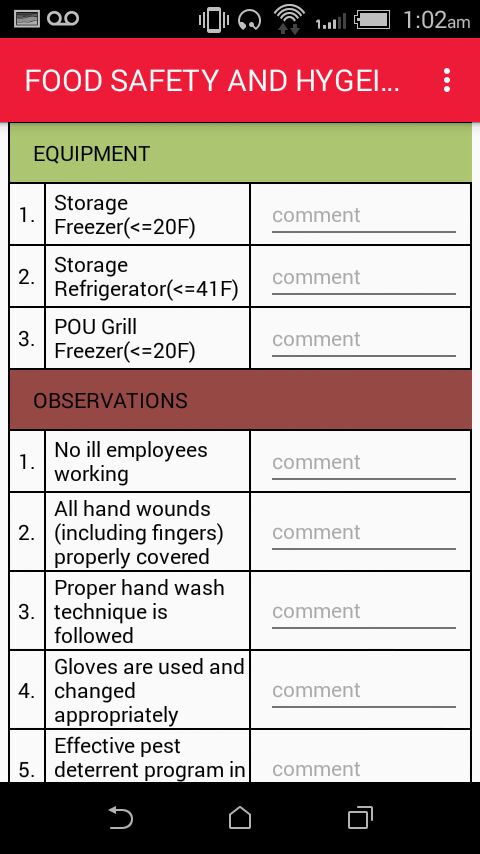 1:02am
FOOD SAFETY AND HYGEI...
EQUIPMENT
1. Storage
Freezer(<=20F)
comment
2. Storage
Refrigerator(<=41F)
comment
3. POU Grill
Freezer(<=20F)
comment
OBSERVATIONS
1. No ill employees
working
comment
2. All hand wounds
(including fingers)
properly covered
comment
3. Proper hand wash
technique is
followed
comment
4. Gloves are used and
changed
appropriately
comment
5. Effective pest
deterrent program in
comment